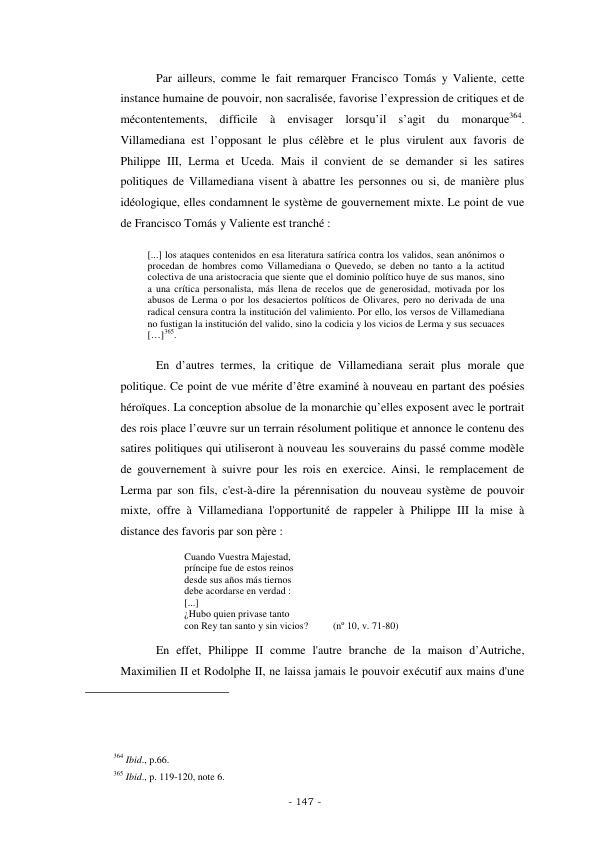 Par ailleurs, comme le fait remarquer Francisco Tomás y Valiente, cette
instance humaine de pouvoir, non sacralisée, favorise l'expression de critiques et de
mécontentements, difficile à envisager lorsqu'il s'agit du monarque364.
Villamediana est l'opposant le plus célèbre et le plus virulent aux favoris de
Philippe III, Lerma et Uceda. Mais il convient de se demander si les satires
politiques de Villamediana visent à abattre les personnes ou si, de manière plus
idéologique, elles condamnent le système de gouvernement mixte. Le point de vue
de Francisco Tomás y Valiente est tranché :
[...] los ataques contenidos en esa literatura satírica contra los validos, sean anónimos o
procedan de hombres como Villamediana o Quevedo, se deben no tanto a la actitud
colectiva de una aristocracia que siente que el dominio político huye de sus manos, sino
a una crítica personalista, más llena de recelos que de generosidad, motivada por los
abusos de Lerma o por los desaciertos políticos de Olivares, pero no derivada de una
radical censura contra la institución del valimiento. Por ello, los versos de Villamediana
no fustigan la institución del valido, sino la codicia y los vicios de Lerma y sus secuaces
[…]365.
En d'autres termes, la critique de Villamediana serait plus morale que
politique. Ce point de vue mérite d'être examiné à nouveau en partant des poésies
héroïques. La conception absolue de la monarchie qu'elles exposent avec le portrait
des rois place l'œuvre sur un terrain résolument politique et annonce le contenu des
satires politiques qui utiliseront à nouveau les souverains du passé comme modèle
de gouvernement à suivre pour les rois en exercice. Ainsi, le remplacement de
Lerma par son fils, c'est-à-dire la pérennisation du nouveau système de pouvoir
mixte, offre à Villamediana l'opportunité de rappeler à Philippe III la mise à
distance des favoris par son père :
Cuando Vuestra Majestad,
príncipe fue de estos reinos
desde sus años más tiernos
debe acordarse en verdad :
[...]
¿Hubo quien privase tanto
con Rey tan santo y sin vicios? (nº 10, v. 71-80)
En effet, Philippe II comme l'autre branche de la maison d'Autriche,
Maximilien II et Rodolphe II, ne laissa jamais le pouvoir exécutif aux mains d'une
364 Ibid., p.66.
365 Ibid., p. 119-120, note 6.
- 147 -